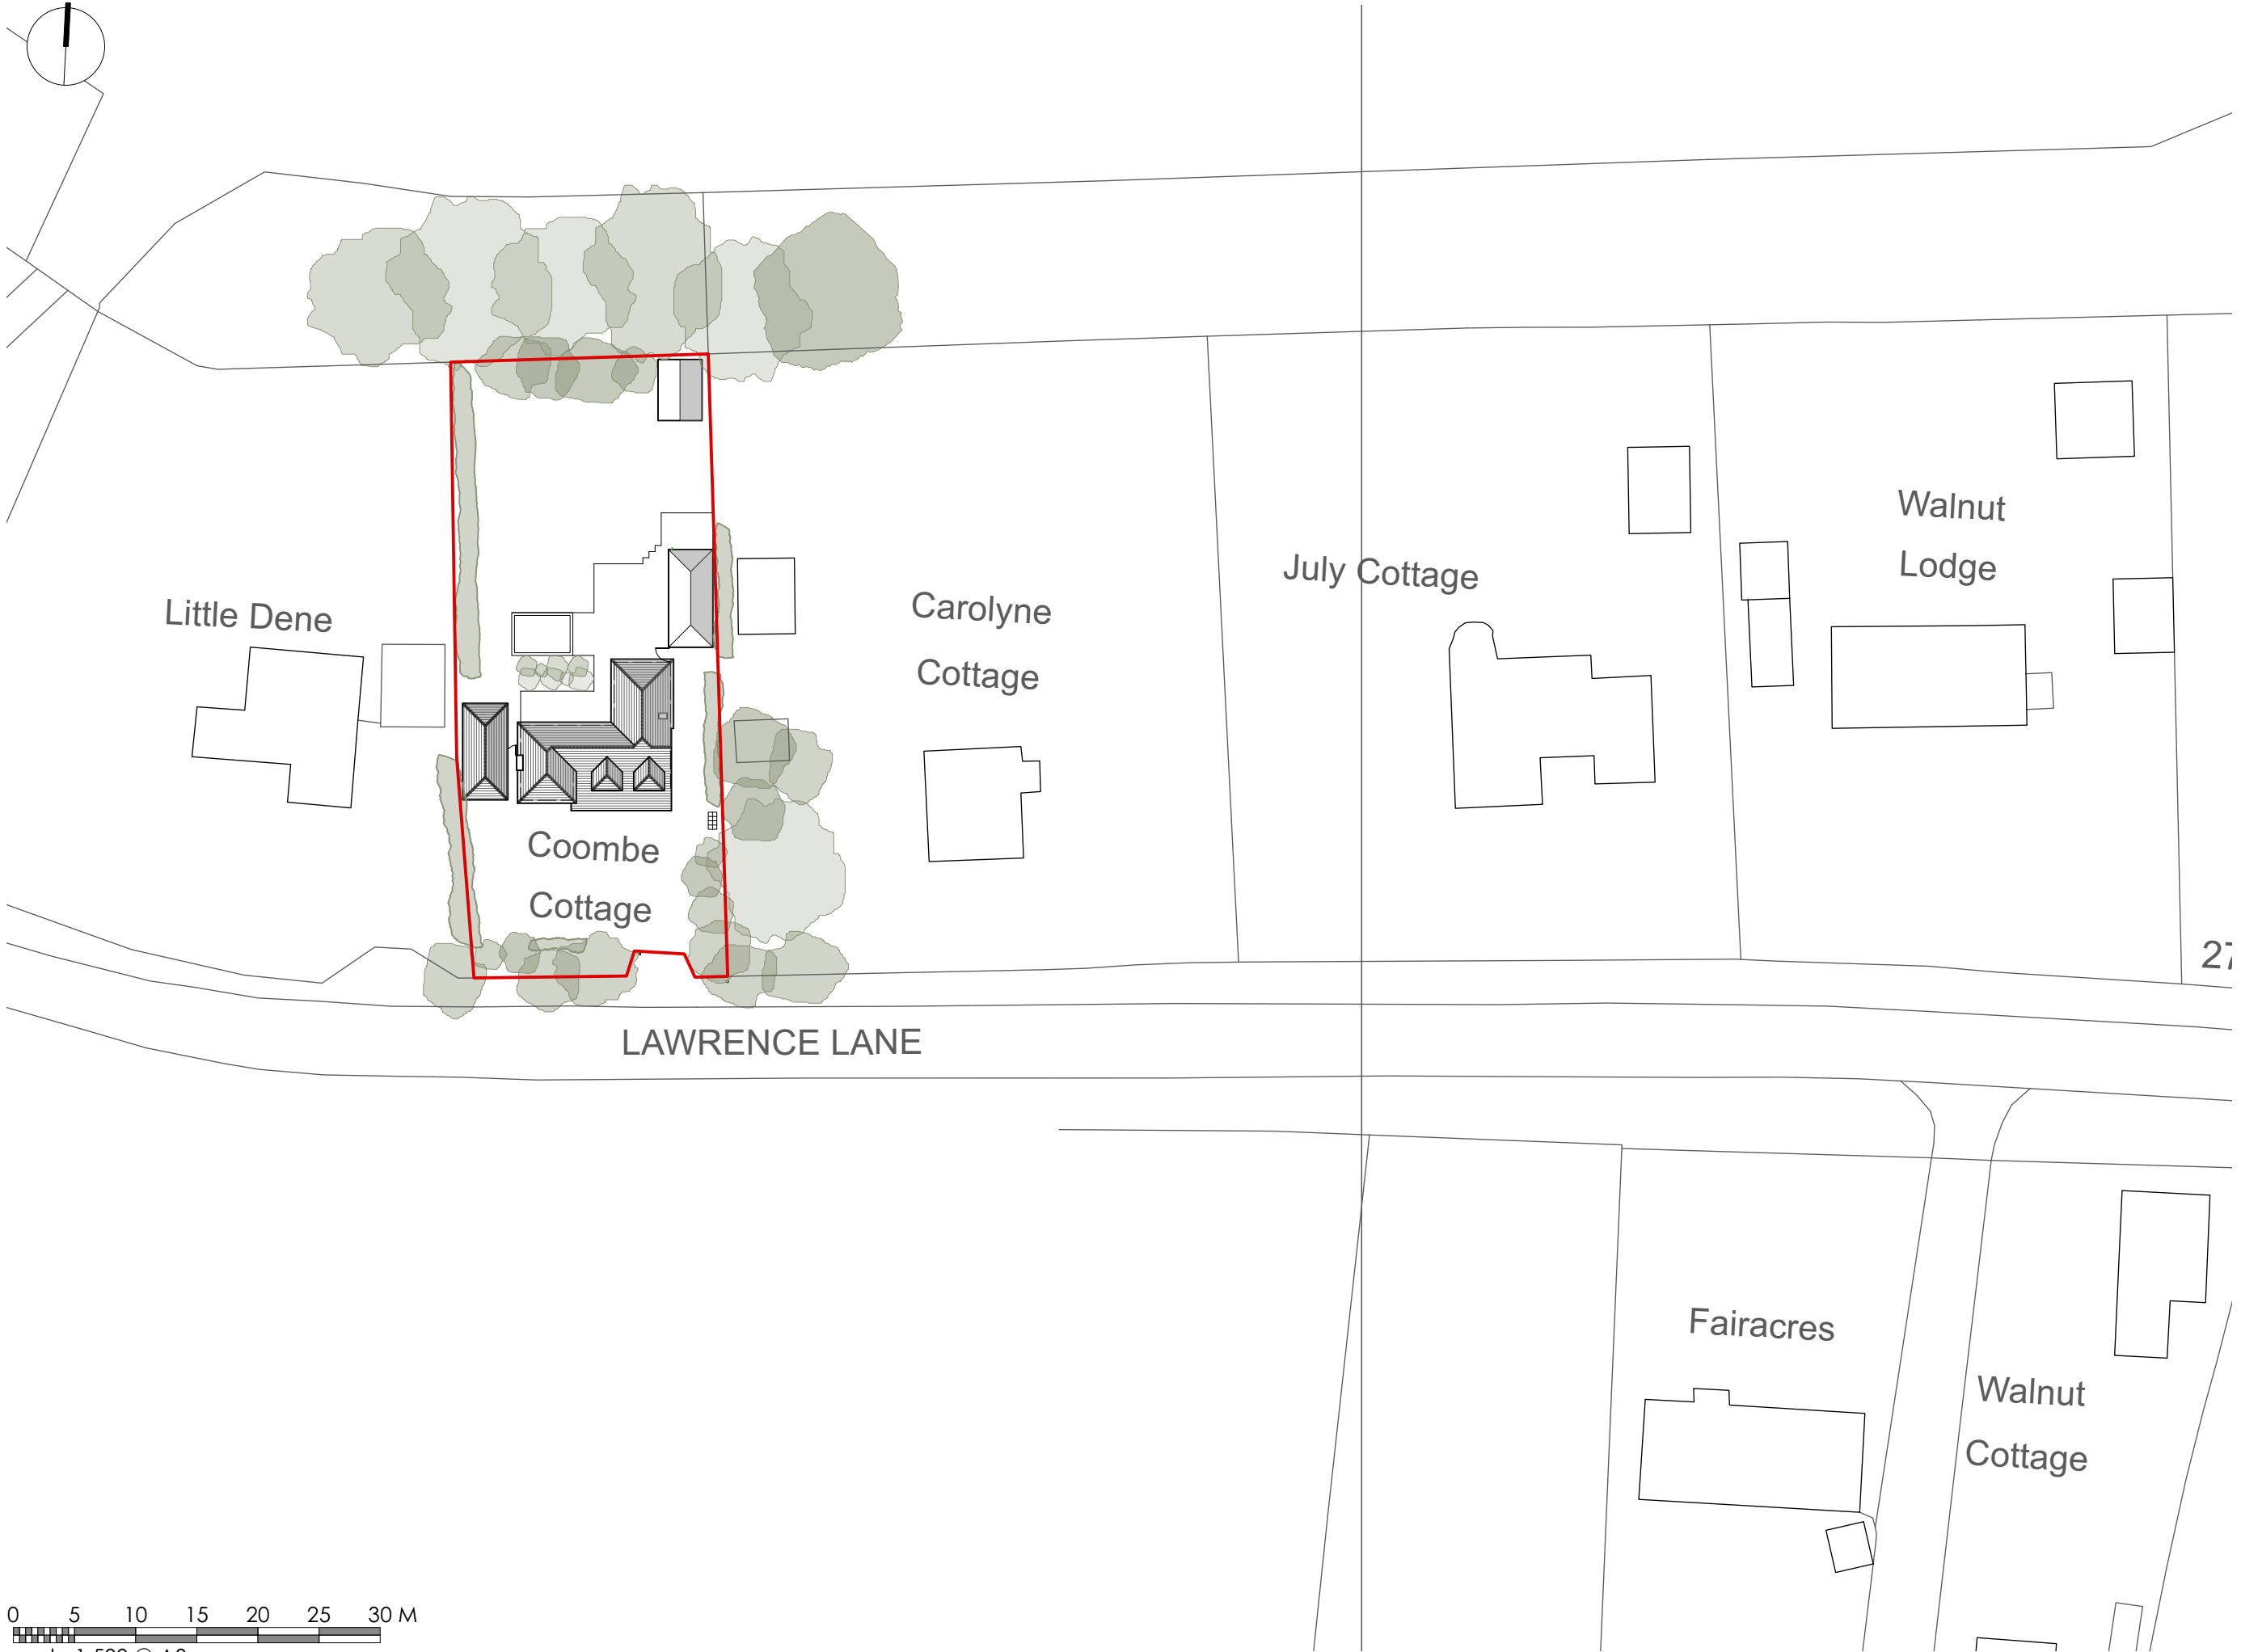 Walnut
Lodge
July Cottage
Little Dene
Carolyne
Cottage
Coombe
Cottage
27
LAWRENCE LANE
Fairacres
Walnut
Cottage
0 5 10 15 20 25 30 M